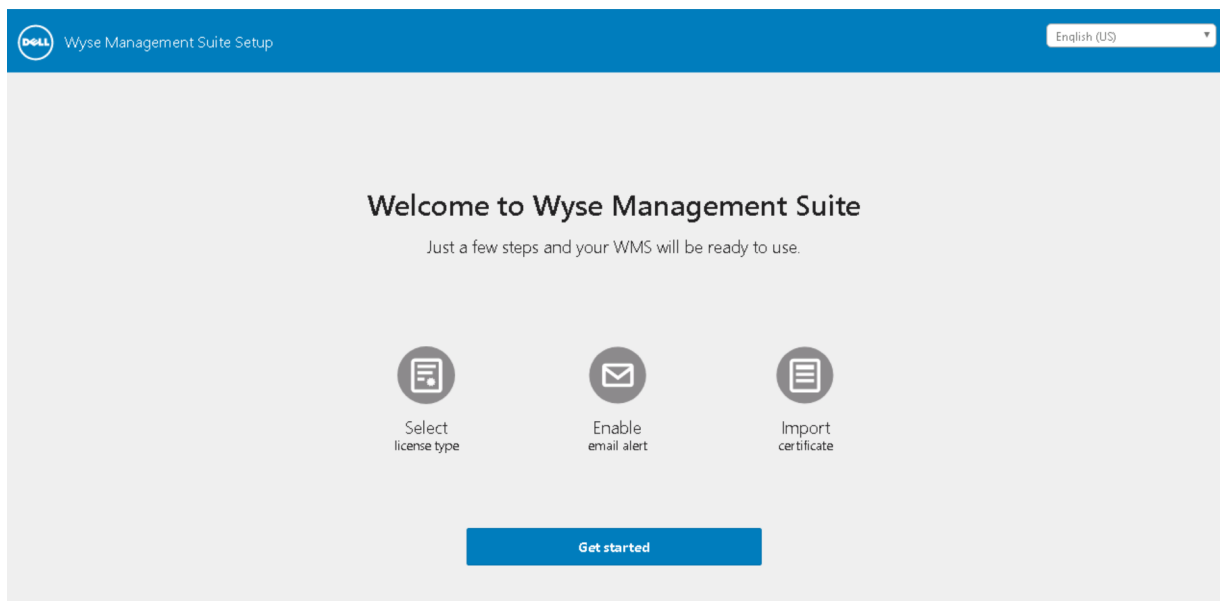 DELL
Wyse Management Suite Setup
English (US)
Welcome to Wyse Management Suite
Just a few steps and your WMS will be ready to use.
Select
license type
Enable
email alert
Import
certificate
Get started